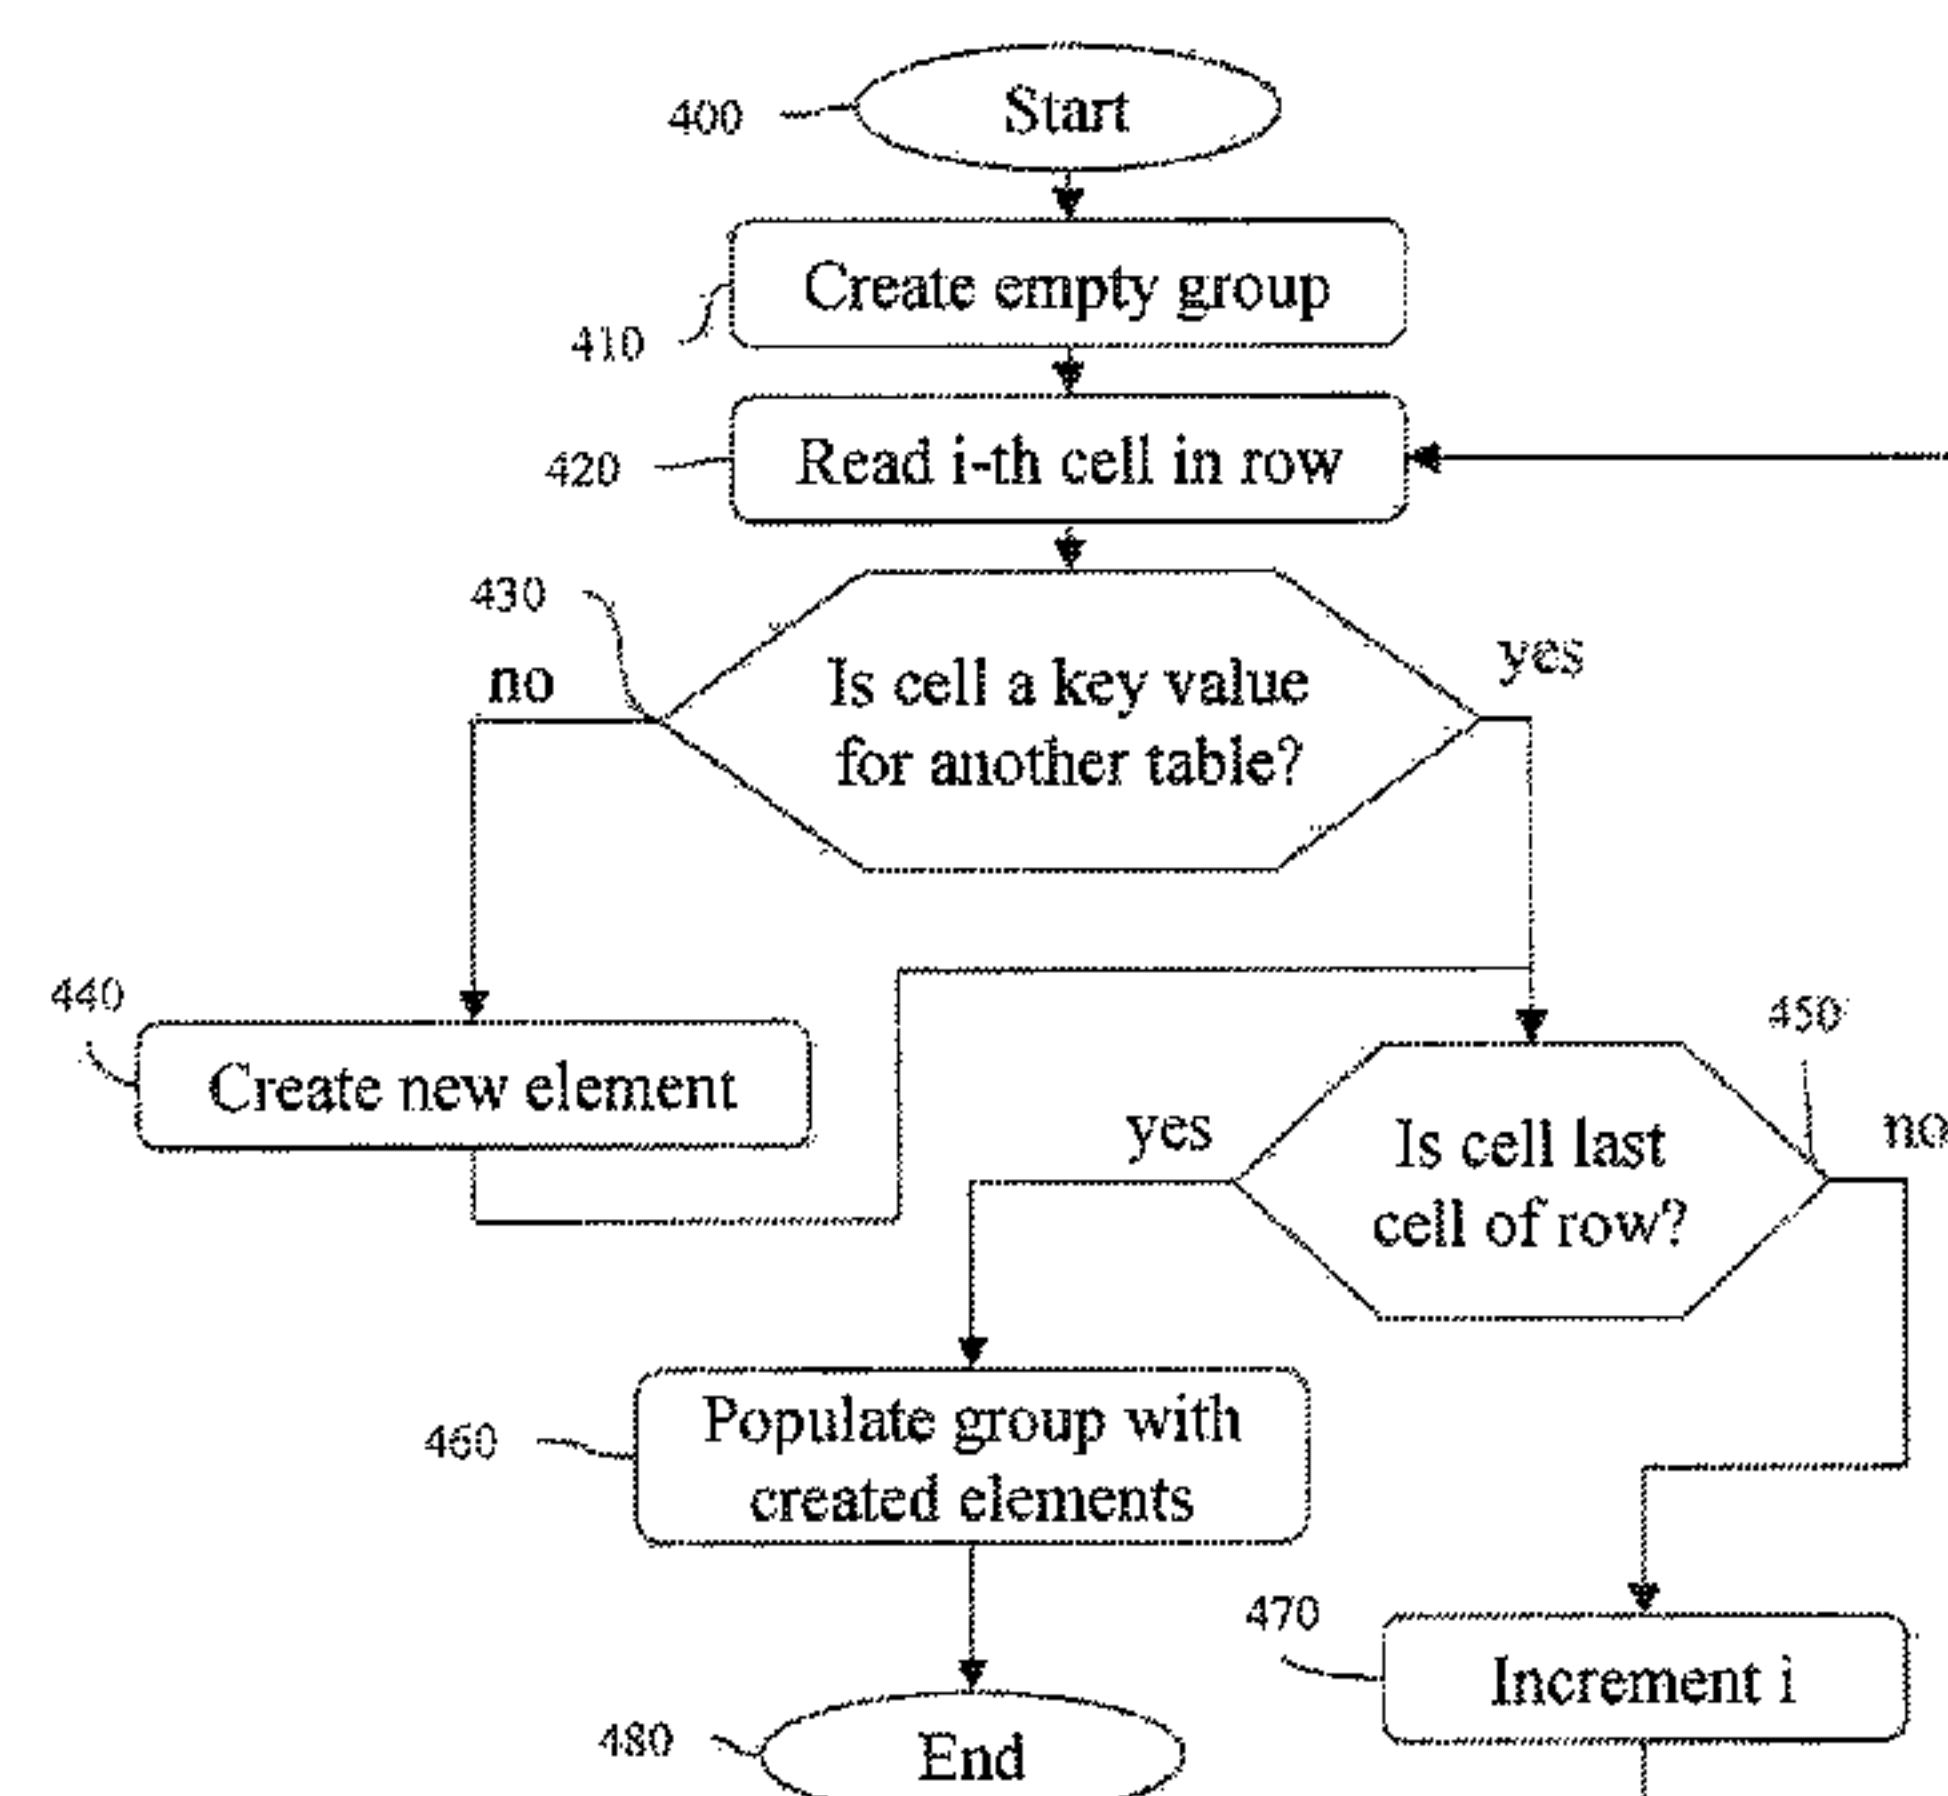 400
Start
Create empty group
410
Read i-th cell in row
420
430
no
yes
Is cell a key value
for another table?
440
Create new element
450
yes
no
Is cell last
cell of row?
Populate group with
created elements
460
470
Increment i
480
End